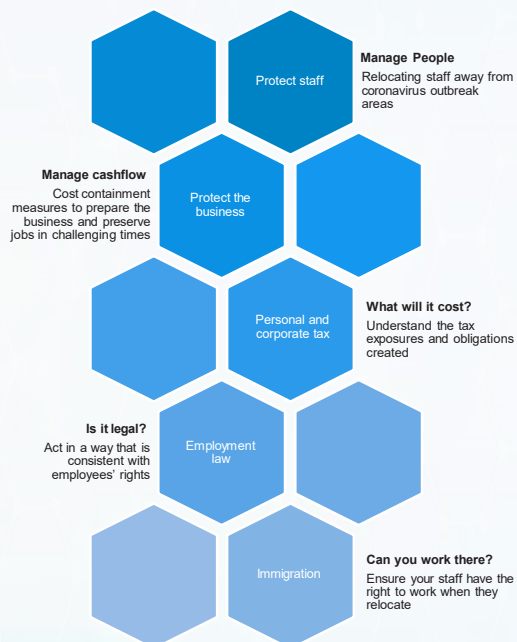 Protect staff
Manage People
Relocating staff away from
coronavirus outbreak
areas
Manage cashflow
Cost containment
measures to prepare the
business and preserve
jobs in challenging times
Protect the
business
Personal and
corporate tax
What will it cost?
Understand the tax
exposures and obligations
created
Is it legal?
Act in a way that is
consistent with
employees’ rights
Employment
law
Immigration
Can you work there?
Ensure your staff have the
right to work when they
relocate